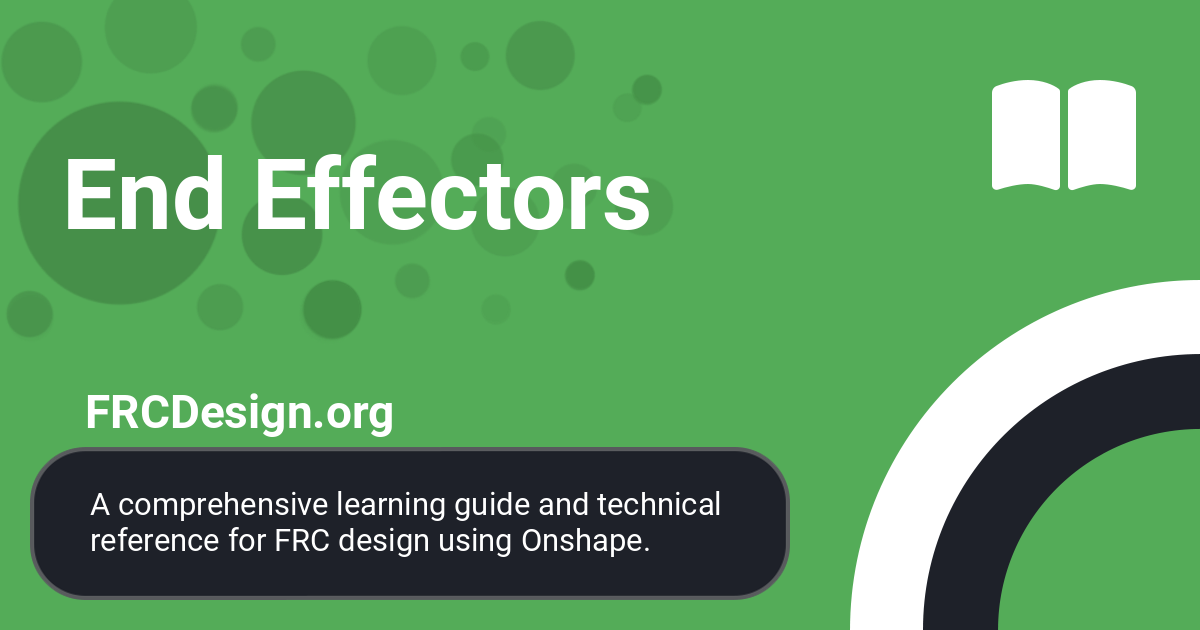 End Effectors
FRCDesign.org
A comprehensive learning guide and technical
reference for FRC design using Onshape.